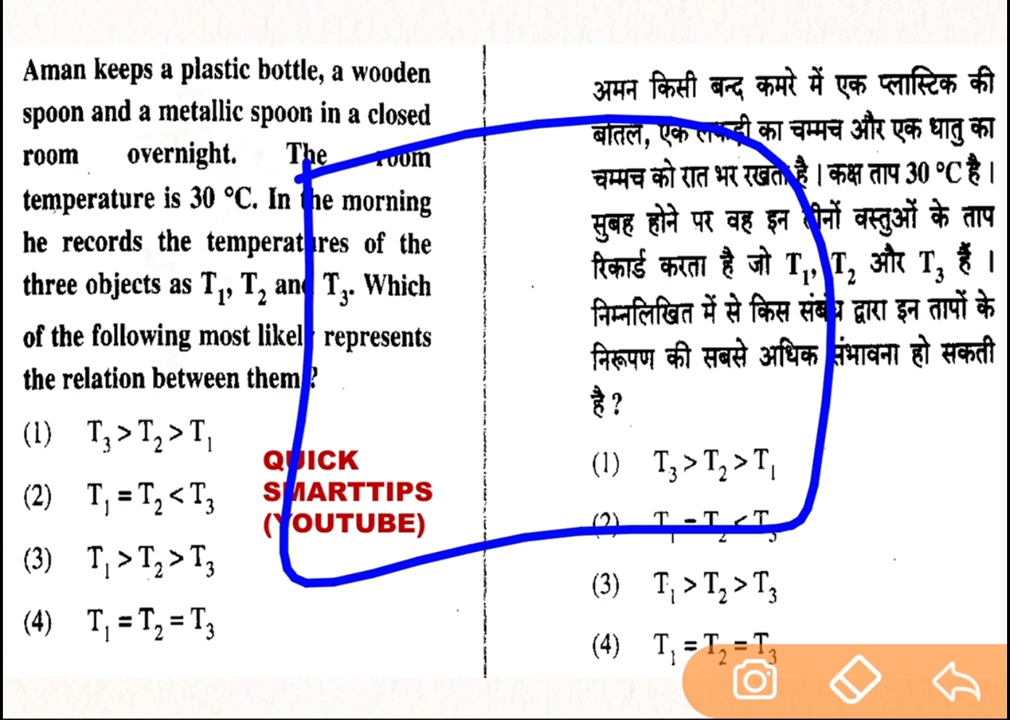 Aman keeps a plastic bottle, a wooden
spoon and a metallic spoon in a closed
room overnight. The room
temperature is 30 °C. In the morning
he records the temperatures of the
three objects as T1, T2 and T3. Which
of the following most likely represents
the relation between them ?
(1) T3 > T2 > T1
(2) T1 = T2 < T3
(3) T1 > T2 > T3
(4) T1 = T2 = T3
QUICK
SMARTTIPS
(YOUTUBE)
अमन किसी बन्द कमरे में एक प्लास्टिक की
बोतल, एक लकड़ी का चम्मच और एक धातु का
चम्मच को रात भर रखता है । कक्ष ताप 30 °C है ।
सुबह होने पर वह इन तीनों वस्तुओं के ताप
रिकार्ड करता है जो T1, T2 और T3 हैं ।
निम्नलिखित में से किस संबंध द्वारा इन तापों के
निरूपण की सबसे अधिक संभावना हो सकती
है ?
(1) T3 > T2 > T1
(2) T1 = T2 < T3
(3) T1 > T2 > T3
(4) T1 = T2 = T3